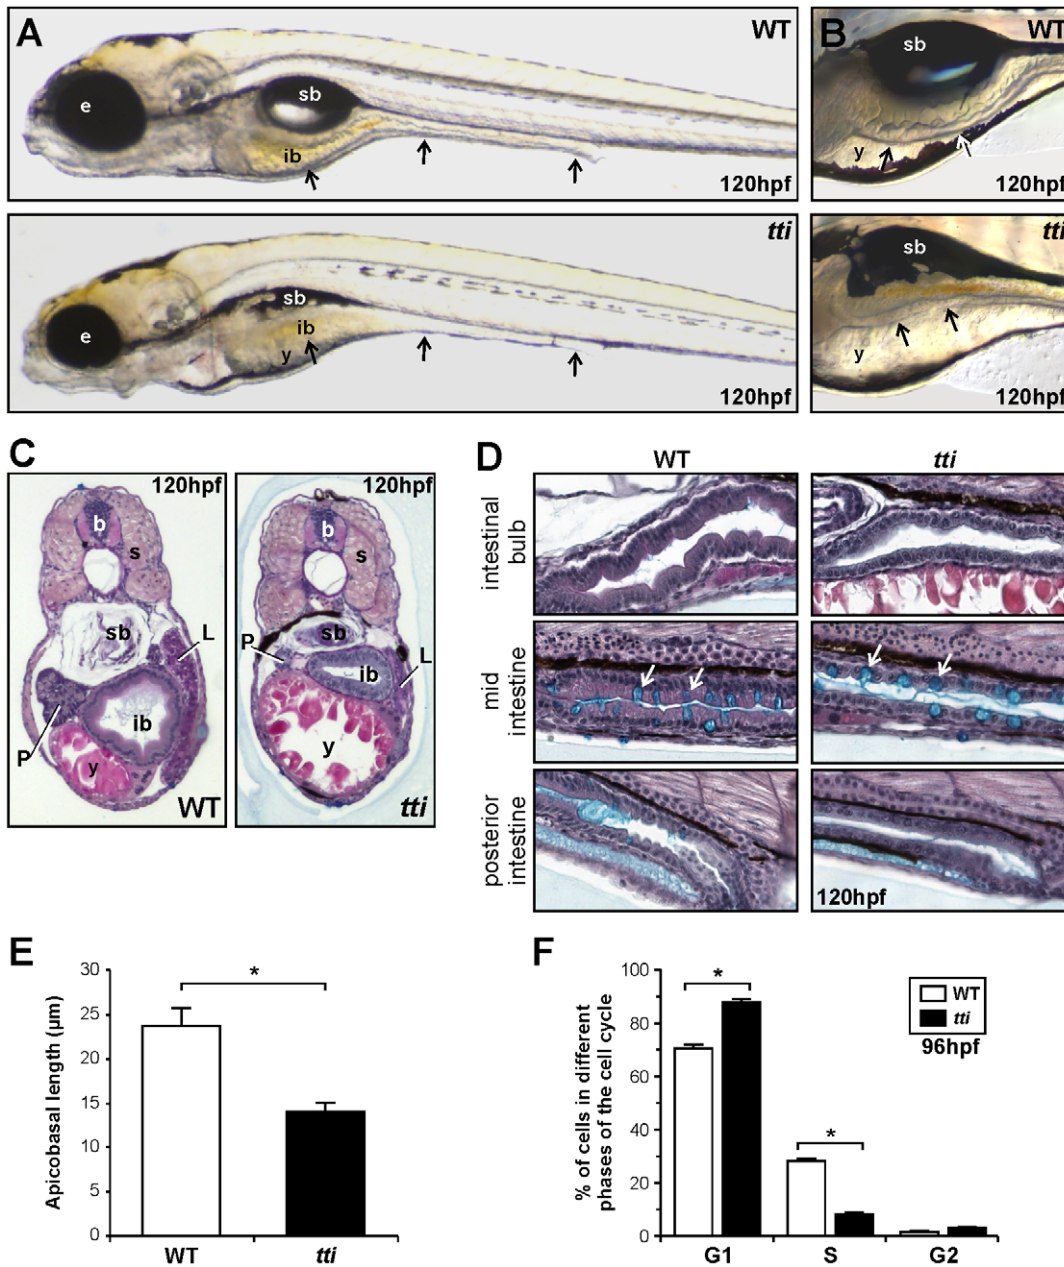 A
WT
e
sb
ib
120hpf
B
WT
sb
y
120hpf
tti
e
sb
ib
y
120hpf
tti
sb
y
120hpf
C
120hpf
b
s
sb
L
ib
P
y
WT
120hpf
b
s
P
sb
L
ib
y
tti
D
WT
tti
intestinal
bulb
mid
intestine
posterior
intestine
120hpf
E
Apicobasal length (µm)
30
25
20
15
10
5
0
*
WT
tti
F
% of cells in different
phases of the cell cycle
100
80
60
40
20
0
*
*
WT
tti
96hpf
G1
S
G2